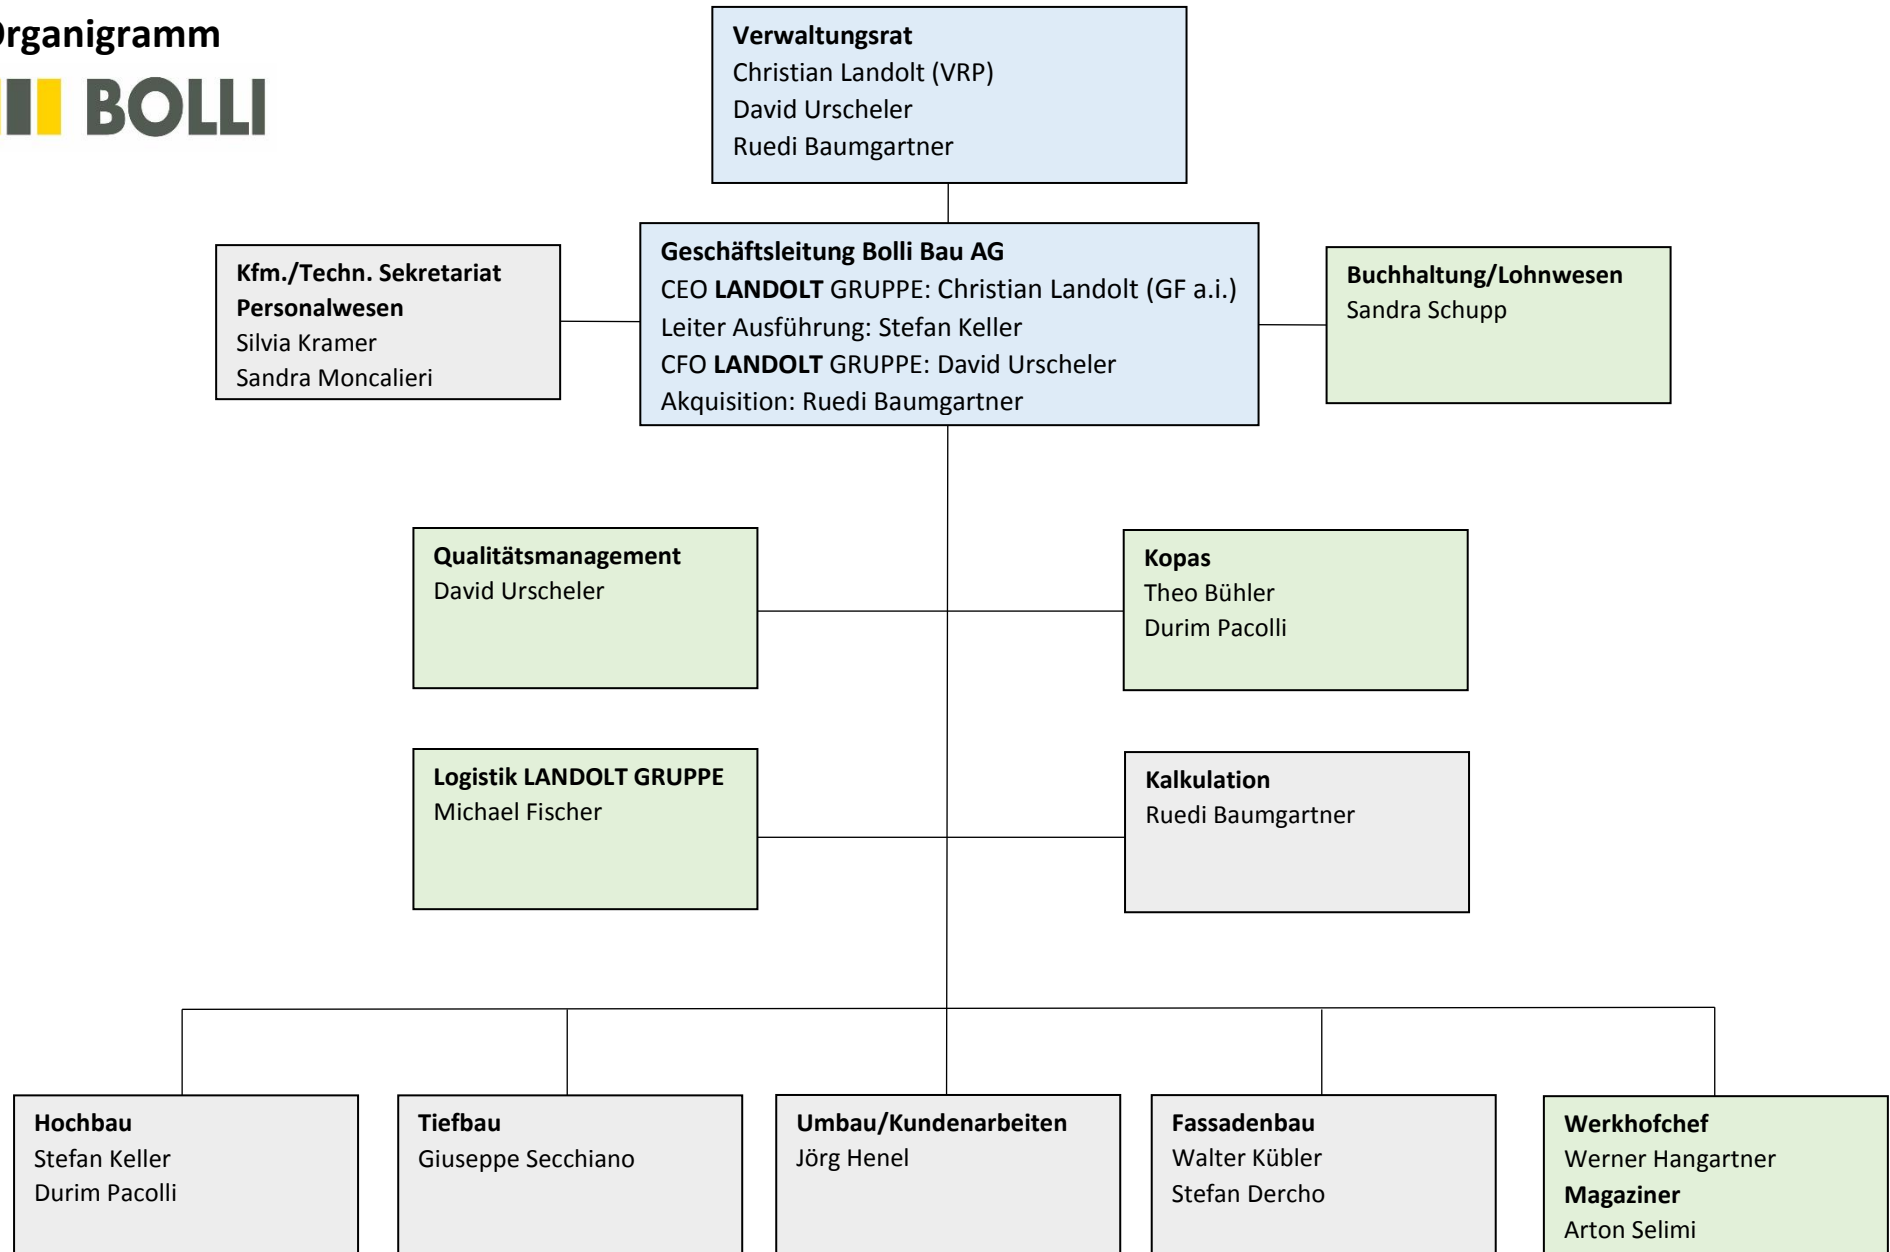 Organigramm
BOLLI
Verwaltungsrat
Christian Landolt (VRP)
David Urscheler
Ruedi Baumgartner
Kfm./Techn. Sekretariat
Personalwesen
Silvia Kramer
Sandra Moncalieri
Geschäftsleitung Bolli Bau AG
CEO LANDOLT GRUPPE: Christian Landolt (GF a.i.)
Leiter Ausführung: Stefan Keller
CFO LANDOLT GRUPPE: David Urscheler
Akquisition: Ruedi Baumgartner
Buchhaltung/Lohnwesen
Sandra Schupp
Qualitätsmanagement
David Urscheler
Kopas
Theo Bühler
Durim Pacolli
Logistik LANDOLT GRUPPE
Michael Fischer
Kalkulation
Ruedi Baumgartner
Hochbau
Stefan Keller
Durim Pacolli
Tiefbau
Giuseppe Secchiano
Umbau/Kundenarbeiten
Jörg Henel
Fassadenbau
Walter Kübler
Stefan Dercho
Werkhofchef
Werner Hangartner
Magaziner
Arton Selimi